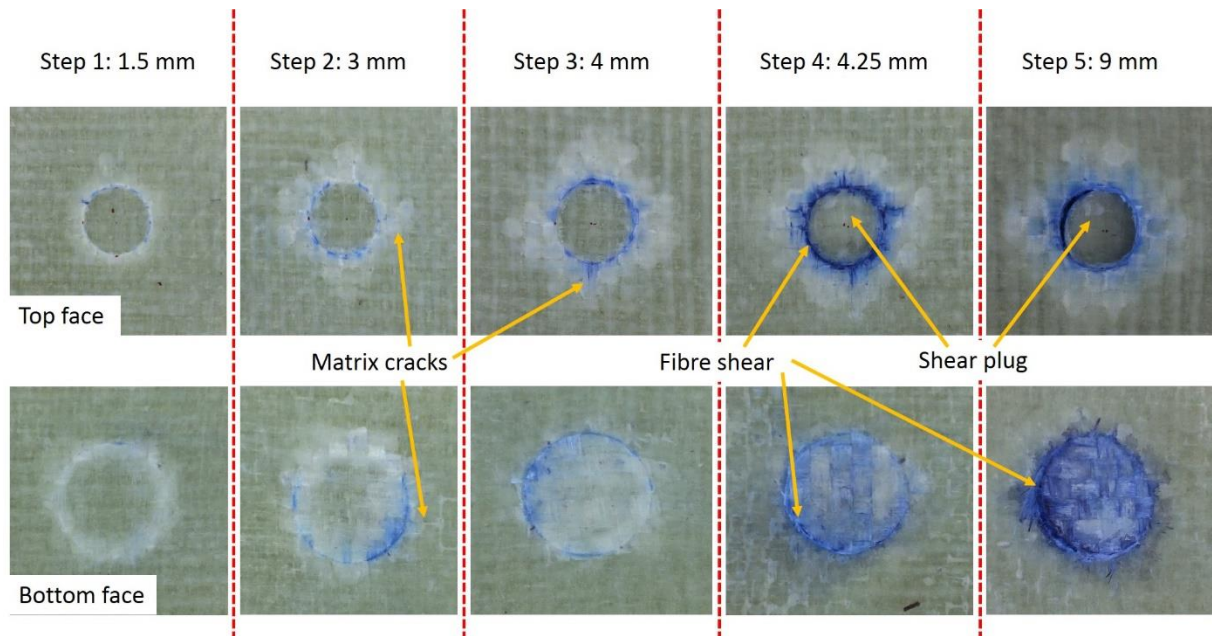 Step 1: 1.5 mm
Step 2: 3 mm
Step 3: 4 mm
Step 4: 4.25 mm
Step 5: 9 mm
Top face
Matrix cracks
Fibre shear
Shear plug
Bottom face